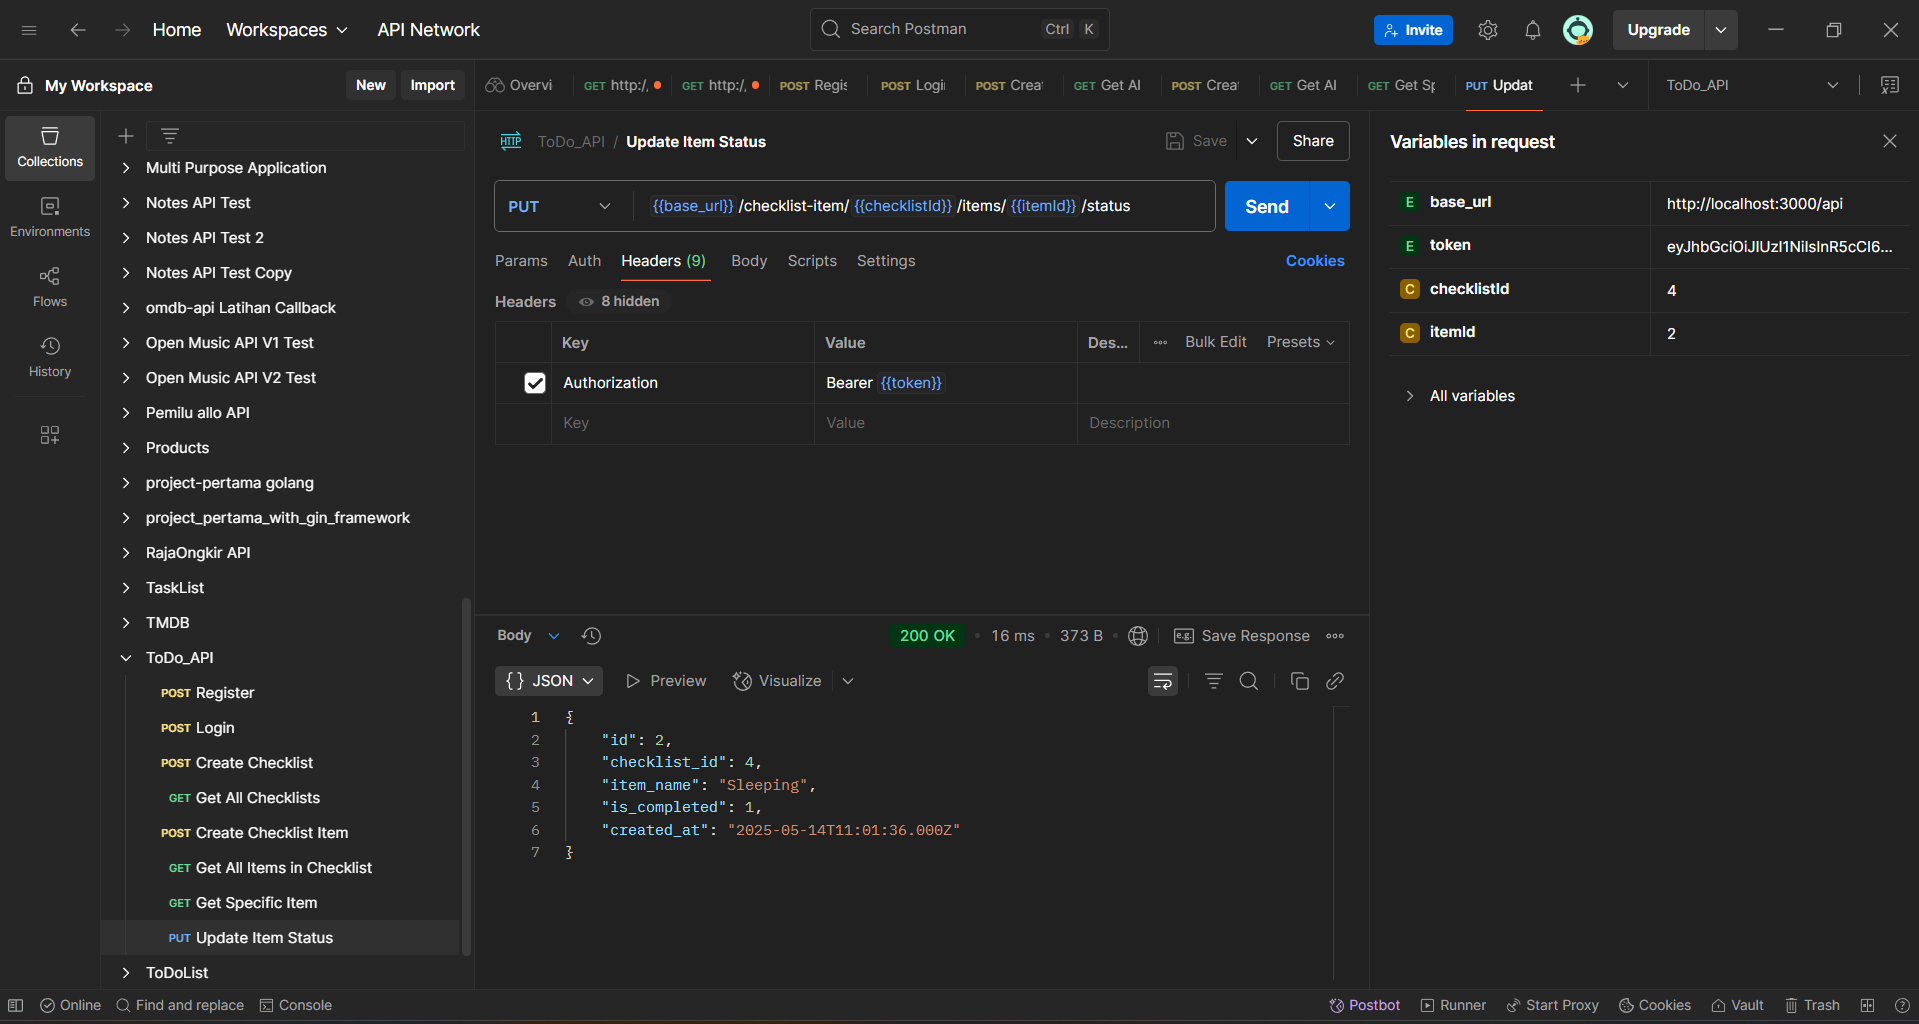 Home Workspaces API Network Search Postman Ctrl K Invite Upgrade
My Workspace New Import Overvi GET http:/, GET http:/, POST Regis POST Logi POST Crea GET Get Al POST Crea GET Get Al GET Get Sp PUT Updat ToDo_API
Collections
Environments
Flows
History
Multi Purpose Application
Notes API Test
Notes API Test 2
Notes API Test Copy
omdb-api Latihan Callback
Open Music API V1 Test
Open Music API V2 Test
Pemilu allo API
Products
project-pertama golang
project_pertama_with_gin_framework
RajaOngkir API
TaskList
TMDB
ToDo_API
POST Register
POST Login
POST Create Checklist
GET Get All Checklists
POST Create Checklist Item
GET Get All Items in Checklist
GET Get Specific Item
PUT Update Item Status
ToDoList
HTTP ToDo_API / Update Item Status Save Share
PUT {{base_url}} /checklist-item/ {{checklistId}} /items/ {{itemId}} /status Send
Params Auth Headers (9) Body Scripts Settings Cookies
Headers 8 hidden
Key Value Des... Bulk Edit Presets
Authorization Bearer {{token}}
Key Value Description
Body 200 OK • 16 ms • 373 B • e.g. Save Response
{} JSON Preview Visualize
1 {
2 "id": 2,
3 "checklist_id": 4,
4 "item_name": "Sleeping",
5 "is_completed": 1,
6 "created_at": "2025-05-14T11:01:36.000Z"
7 }
Variables in request
E base_url http://localhost:3000/api
E token eyJhbGciOiJIUzI1NiIsInR5cCI6...
C checklistId 4
C itemId 2
All variables
Online Find and replace Console Postbot Runner Start Proxy Cookies Vault Trash